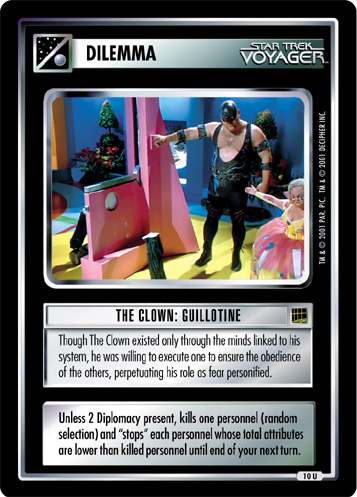 DILEMMA
STAR TREK
VOYAGER™
TM & © 2001 PAR. PIC. TM & © 2001 DECIPHER INC.
THE CLOWN: GUILLOTINE
Though The Clown existed only through the minds linked to his
system, he was willing to execute one to ensure the obedience
of the others, perpetuating his role as fear personified.
Unless 2 Diplomacy present, kills one personnel (random
selection) and "stops" each personnel whose total attributes
are lower than killed personnel until end of your next turn.
10 U